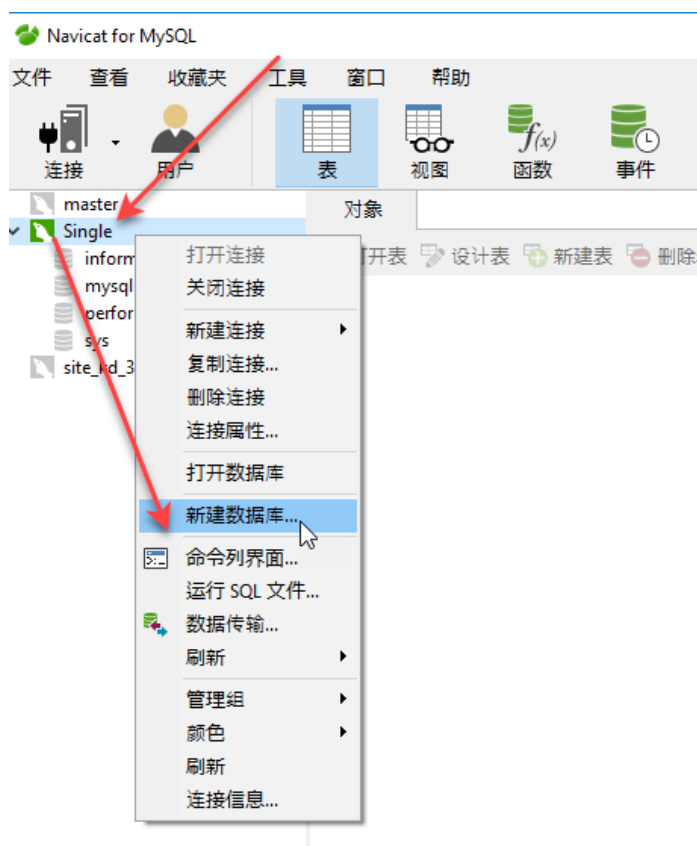 Navicat for MySQL
文件 查看 收藏夹 工具 窗口 帮助
f(x)
连接 用户 表 视图 函数 事件
master
对象
Single
inform
打开连接
开表 设计表 新建表 删除
mysql
关闭连接
perfor
sys
新建连接
site_kd_3
复制连接...
删除连接
连接属性...
打开数据库
新建数据库...
命令列界面...
运行 SQL 文件...
数据传输...
刷新
管理组
颜色
刷新
连接信息...